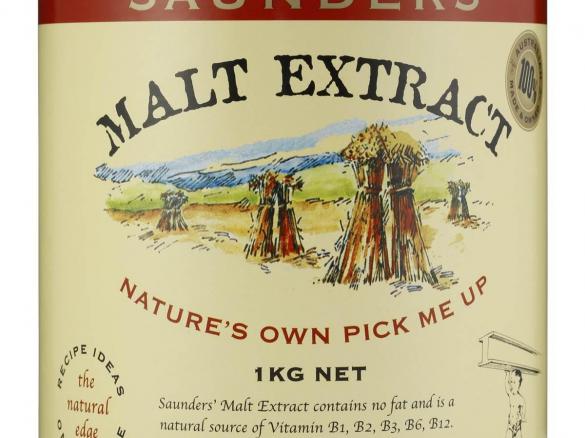 SAUNDERS
MALT EXTRACT
100%
NATURE'S OWN PICK ME UP
1KG NET
RECIPE IDEAS
the
natural
edge
Saunders' Malt Extract contains no fat and is a
natural source of Vitamin B1, B2, B3, B6, B12.